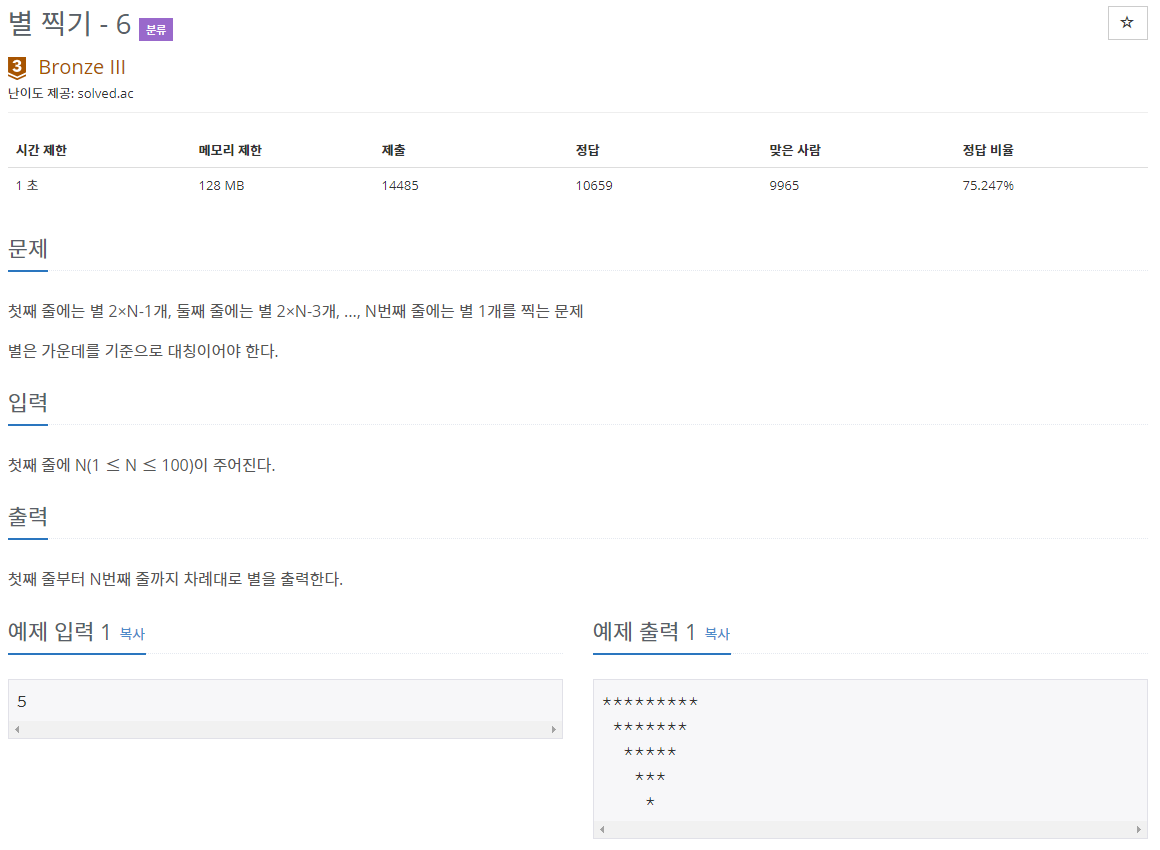 별 찍기 - 6 분류
☆
3 Bronze III
난이도 제공: solved.ac
시간 제한 메모리 제한 제출 정답 맞은 사람 정답 비율
1 초 128 MB 14485 10659 9965 75.247%
문제
첫째 줄에는 별 2×N-1개, 둘째 줄에는 별 2×N-3개, ..., N번째 줄에는 별 1개를 찍는 문제
별은 가운데를 기준으로 대칭이어야 한다.
입력
첫째 줄에 N(1 ≤ N ≤ 100)이 주어진다.
출력
첫째 줄부터 N번째 줄까지 차례대로 별을 출력한다.
예제 입력 1 복사
5
예제 출력 1 복사
*********
 *******
  *****
   ***
    *